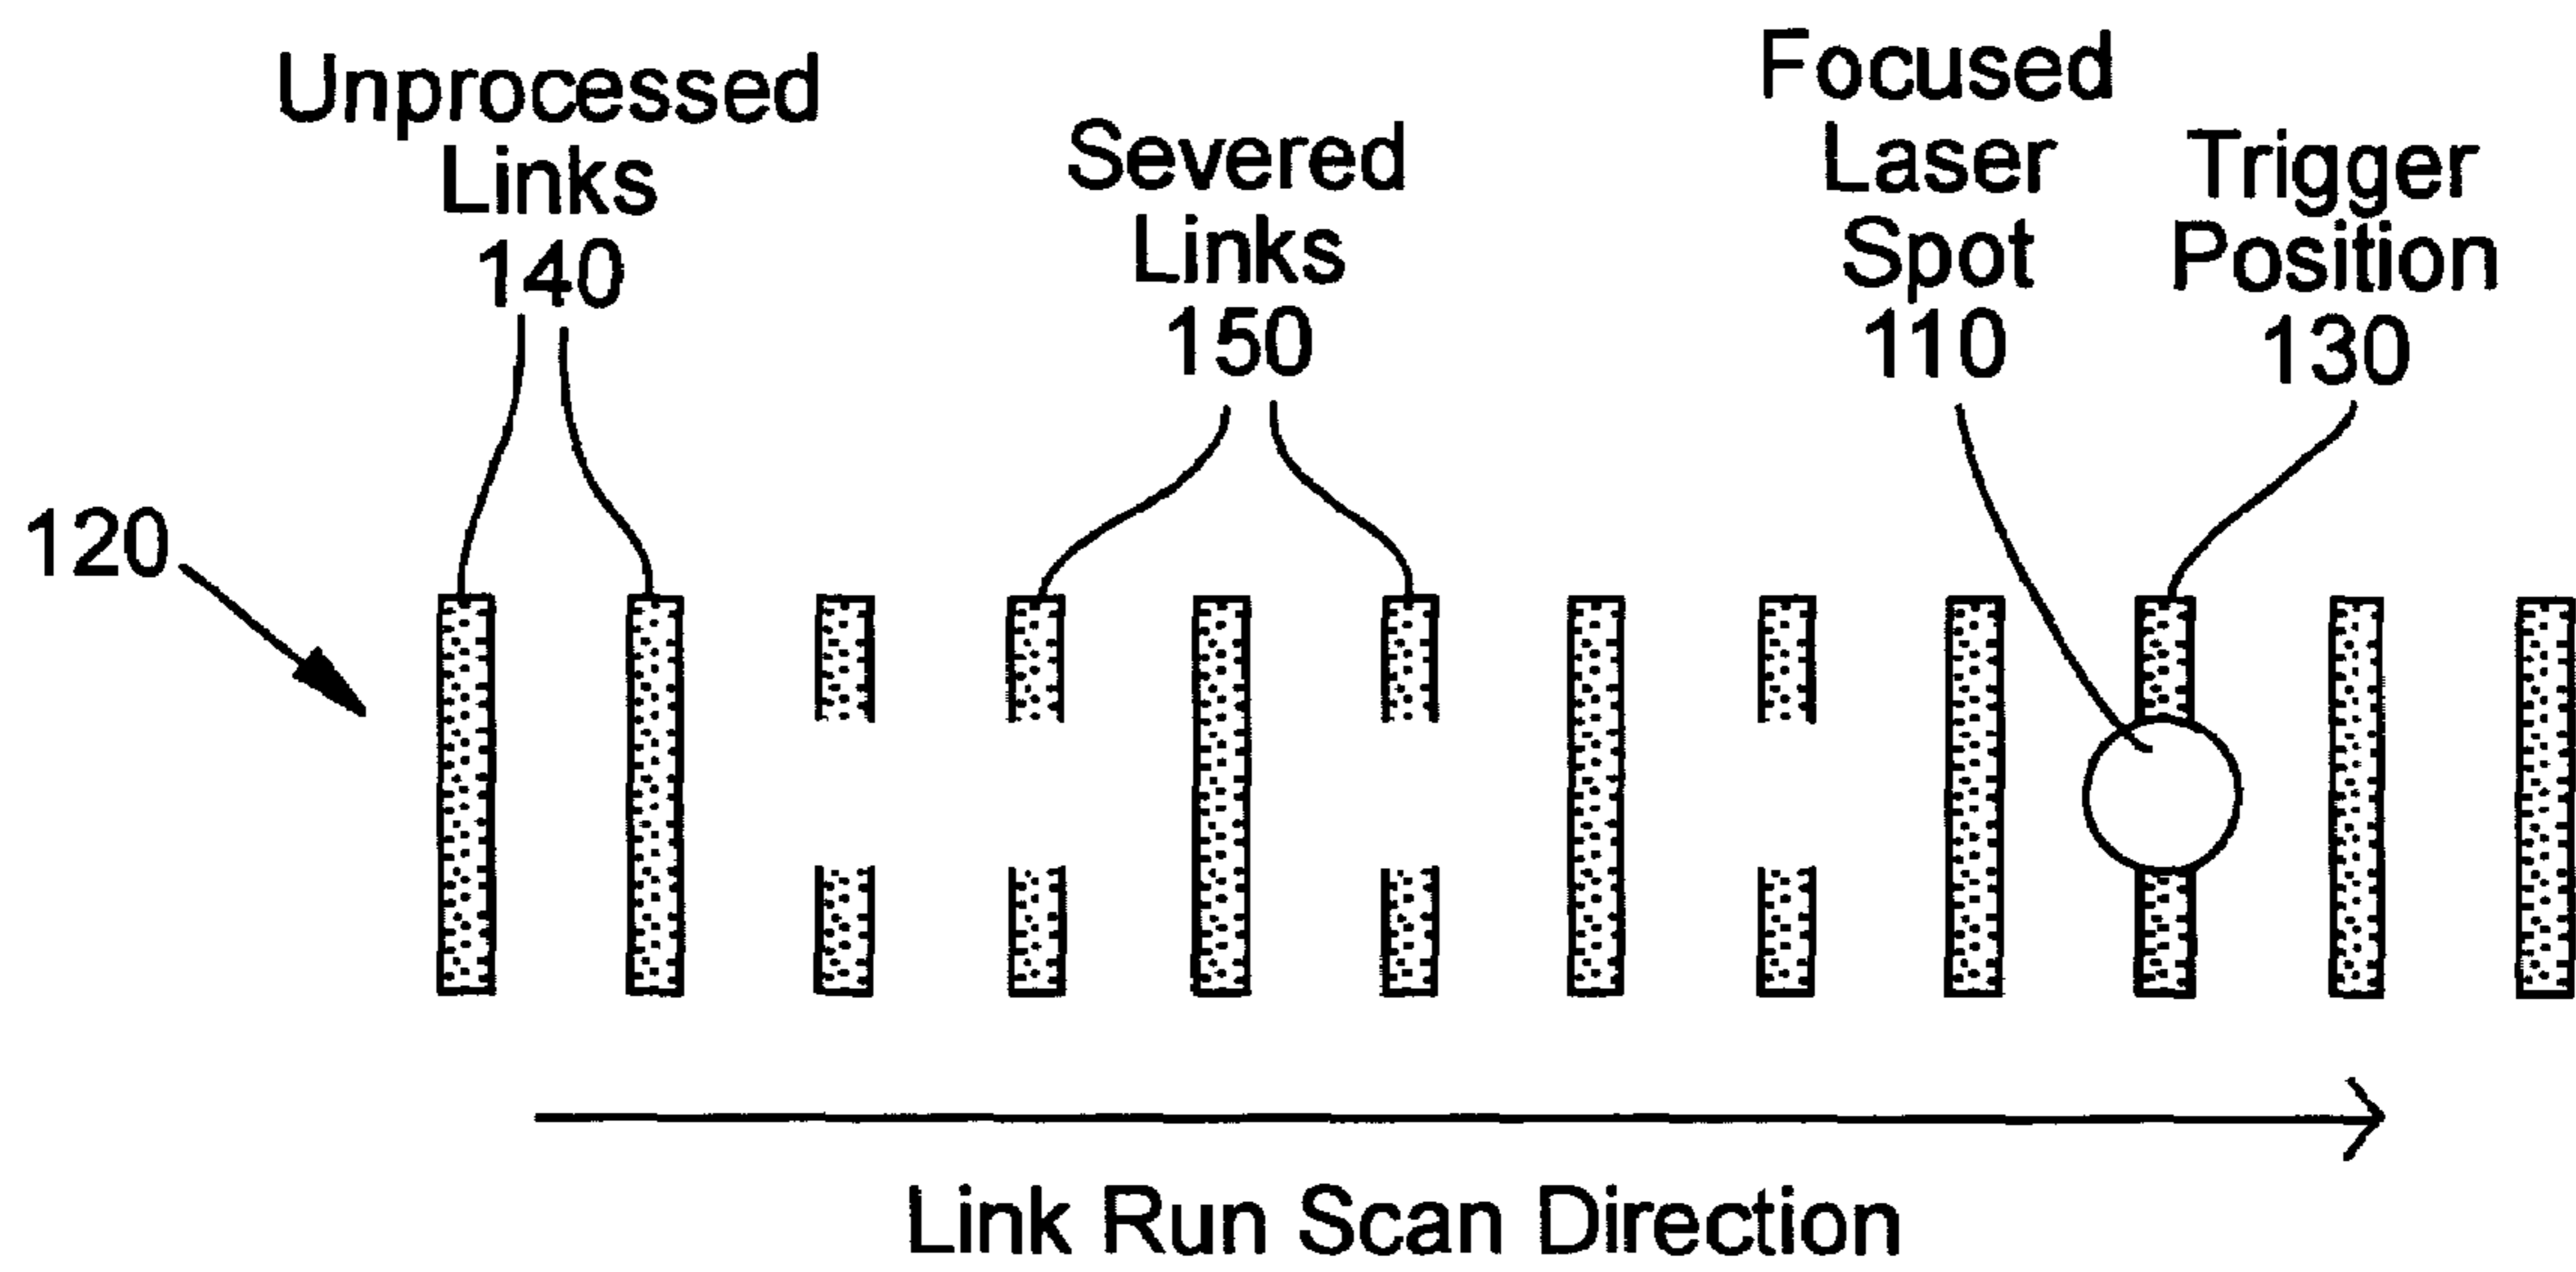 Unprocessed
Links
140
Severed
Links
150
Focused
Laser
Spot
110
Trigger
Position
130
120
Link Run Scan Direction